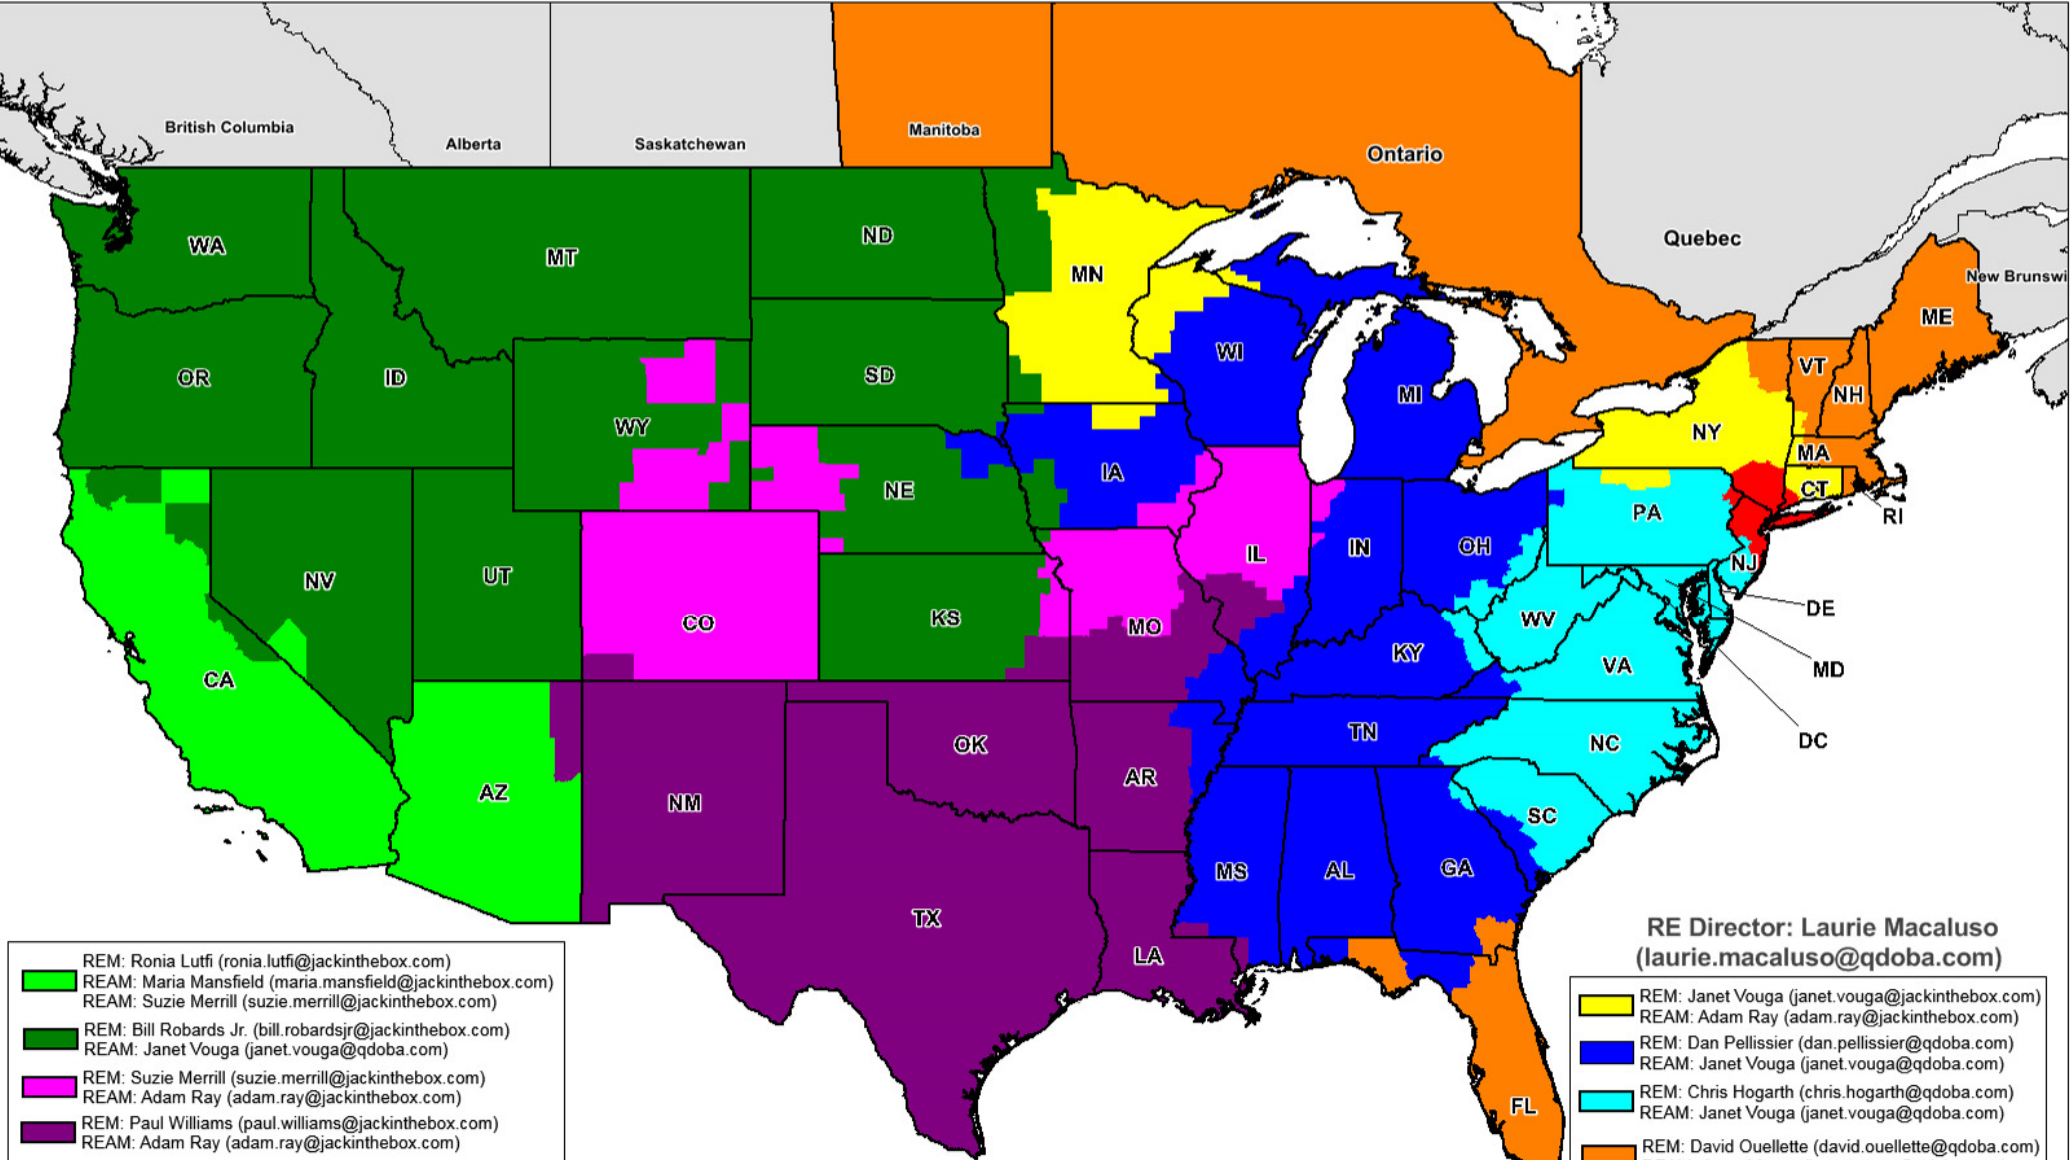 British Columbia
Alberta
Saskatchewan
Manitoba
Ontario
Quebec
New Brunswi
WA
MT
ND
MN
ME
OR
ID
SD
WI
MI
VT
NH
WY
NY
MA
IA
NE
CT
PA
RI
NV
UT
IL
IN
OH
NJ
CO
KS
MO
WV
DE
CA
KY
VA
MD
AZ
NM
OK
AR
TN
NC
DC
SC
MS
AL
GA
TX
LA
FL
REM: Ronia Lutfi (ronia.lutfi@jackinthebox.com)
REAM: Maria Mansfield (maria.mansfield@jackinthebox.com)
REAM: Suzie Merrill (suzie.merrill@jackinthebox.com)
REM: Bill Robards Jr. (bill.robardsjr@jackinthebox.com)
REAM: Janet Vouga (janet.vouga@qdoba.com)
REM: Suzie Merrill (suzie.merrill@jackinthebox.com)
REAM: Adam Ray (adam.ray@jackinthebox.com)
REM: Paul Williams (paul.williams@jackinthebox.com)
REAM: Adam Ray (adam.ray@jackinthebox.com)
RE Director: Laurie Macaluso
(laurie.macaluso@qdoba.com)
REM: Janet Vouga (janet.vouga@jackinthebox.com)
REAM: Adam Ray (adam.ray@jackinthebox.com)
REM: Dan Pellissier (dan.pellissier@qdoba.com)
REAM: Janet Vouga (janet.vouga@qdoba.com)
REM: Chris Hogarth (chris.hogarth@qdoba.com)
REAM: Janet Vouga (janet.vouga@qdoba.com)
REM: David Ouellette (david.ouellette@qdoba.com)